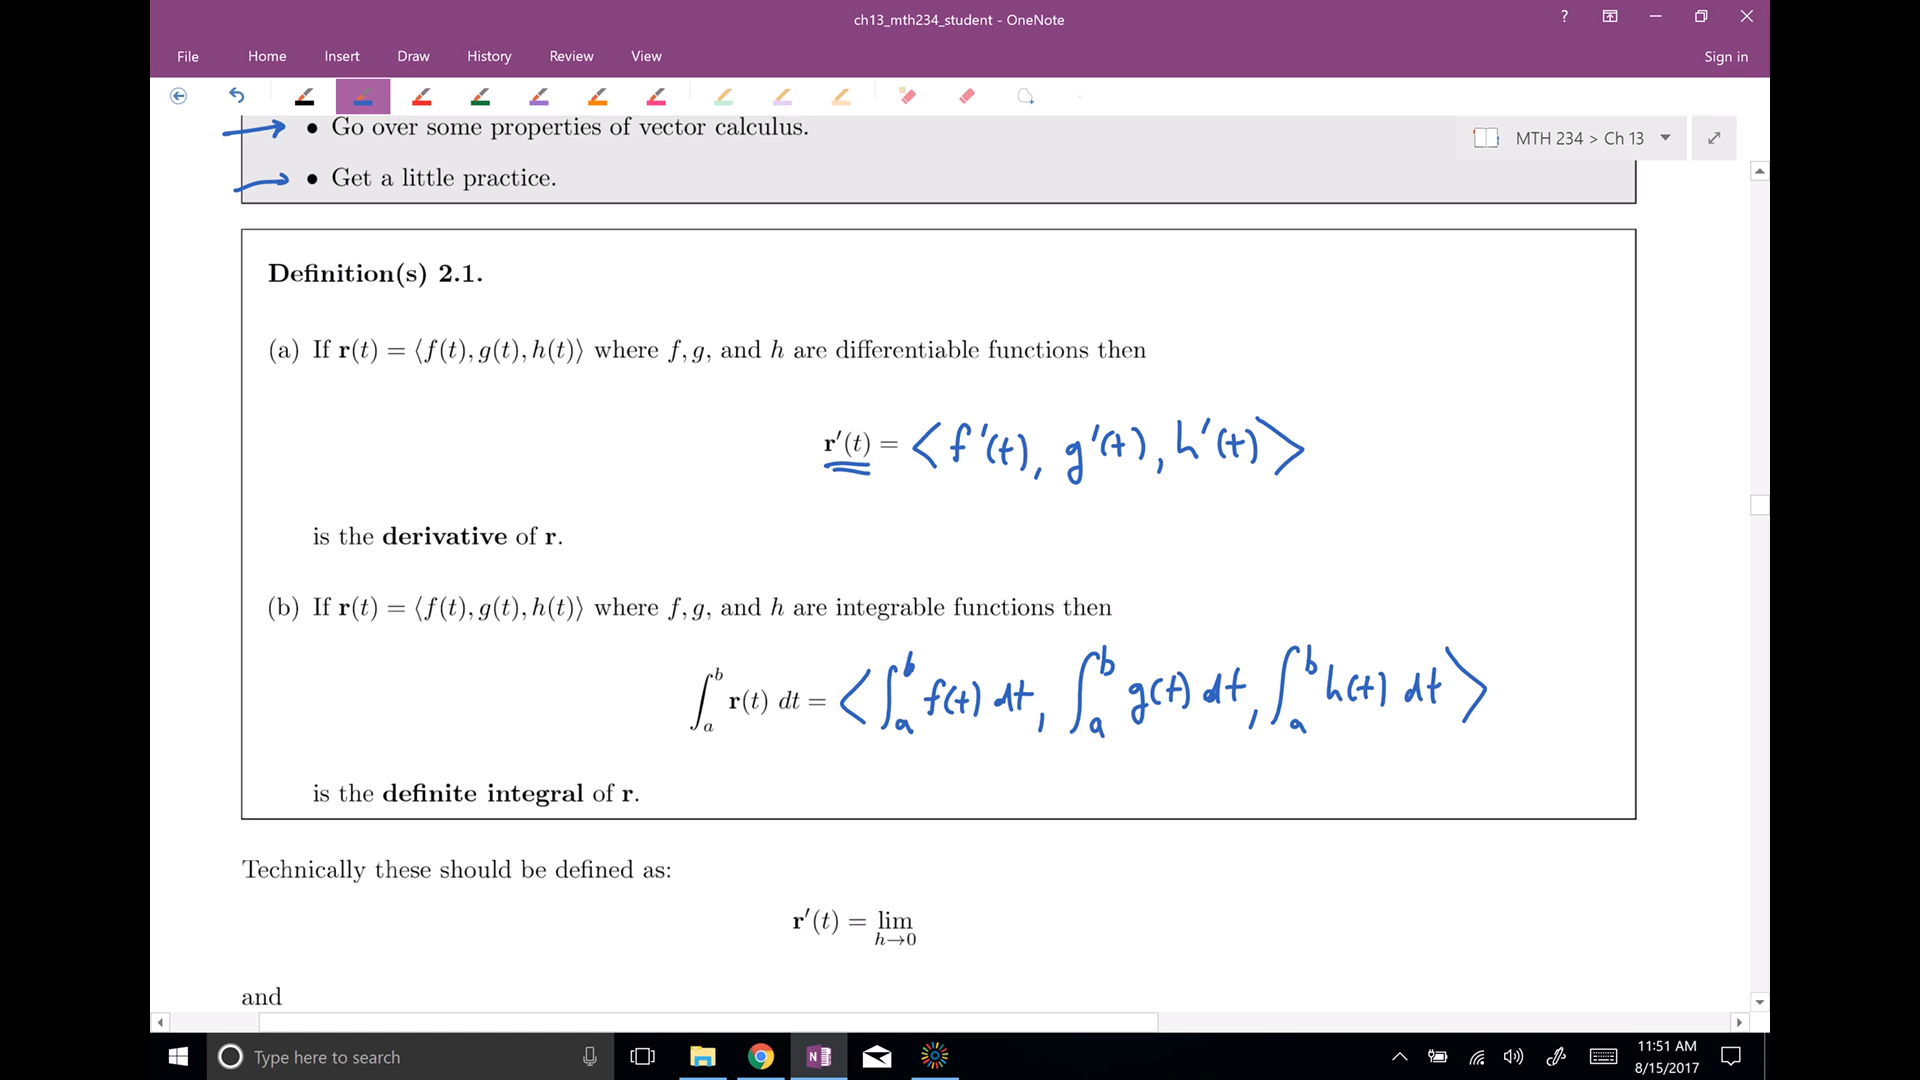 ch13_mth234_student - OneNote
?
File Home Insert Draw History Review View Sign in
• Go over some properties of vector calculus.
MTH 234 > Ch 13
• Get a little practice.
Definition(s) 2.1.
(a) If r(t) = ⟨f(t), g(t), h(t)⟩ where f, g, and h are differentiable functions then
r′(t) = ⟨f′(t), g′(t), h′(t)⟩
is the derivative of r.
(b) If r(t) = ⟨f(t), g(t), h(t)⟩ where f, g, and h are integrable functions then
∫_a^b r(t) dt = ⟨∫_a^b f(t) dt, ∫_a^b g(t) dt, ∫_a^b h(t) dt⟩
is the definite integral of r.
Technically these should be defined as:
r′(t) = lim_{h→0}
and
Type here to search
N
11:51 AM
8/15/2017